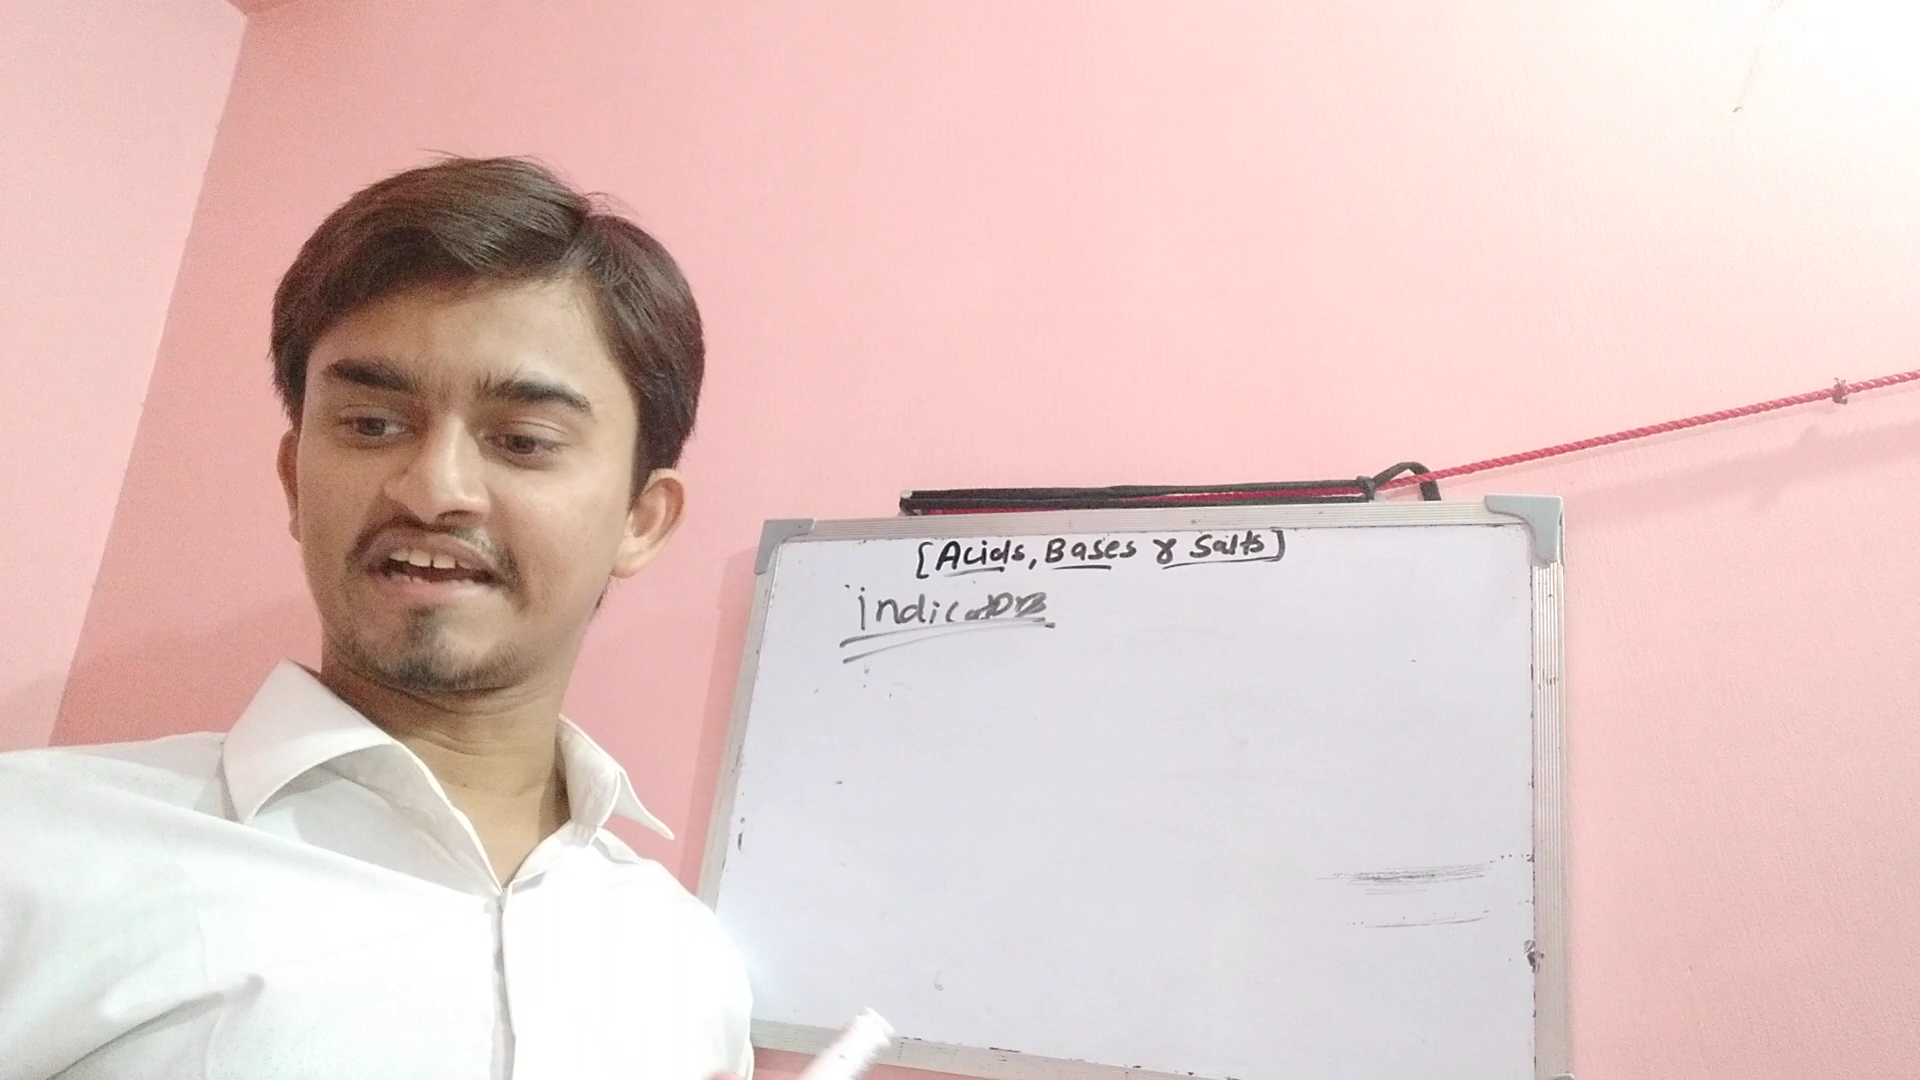 [Acids, Bases & Salts]
indicators